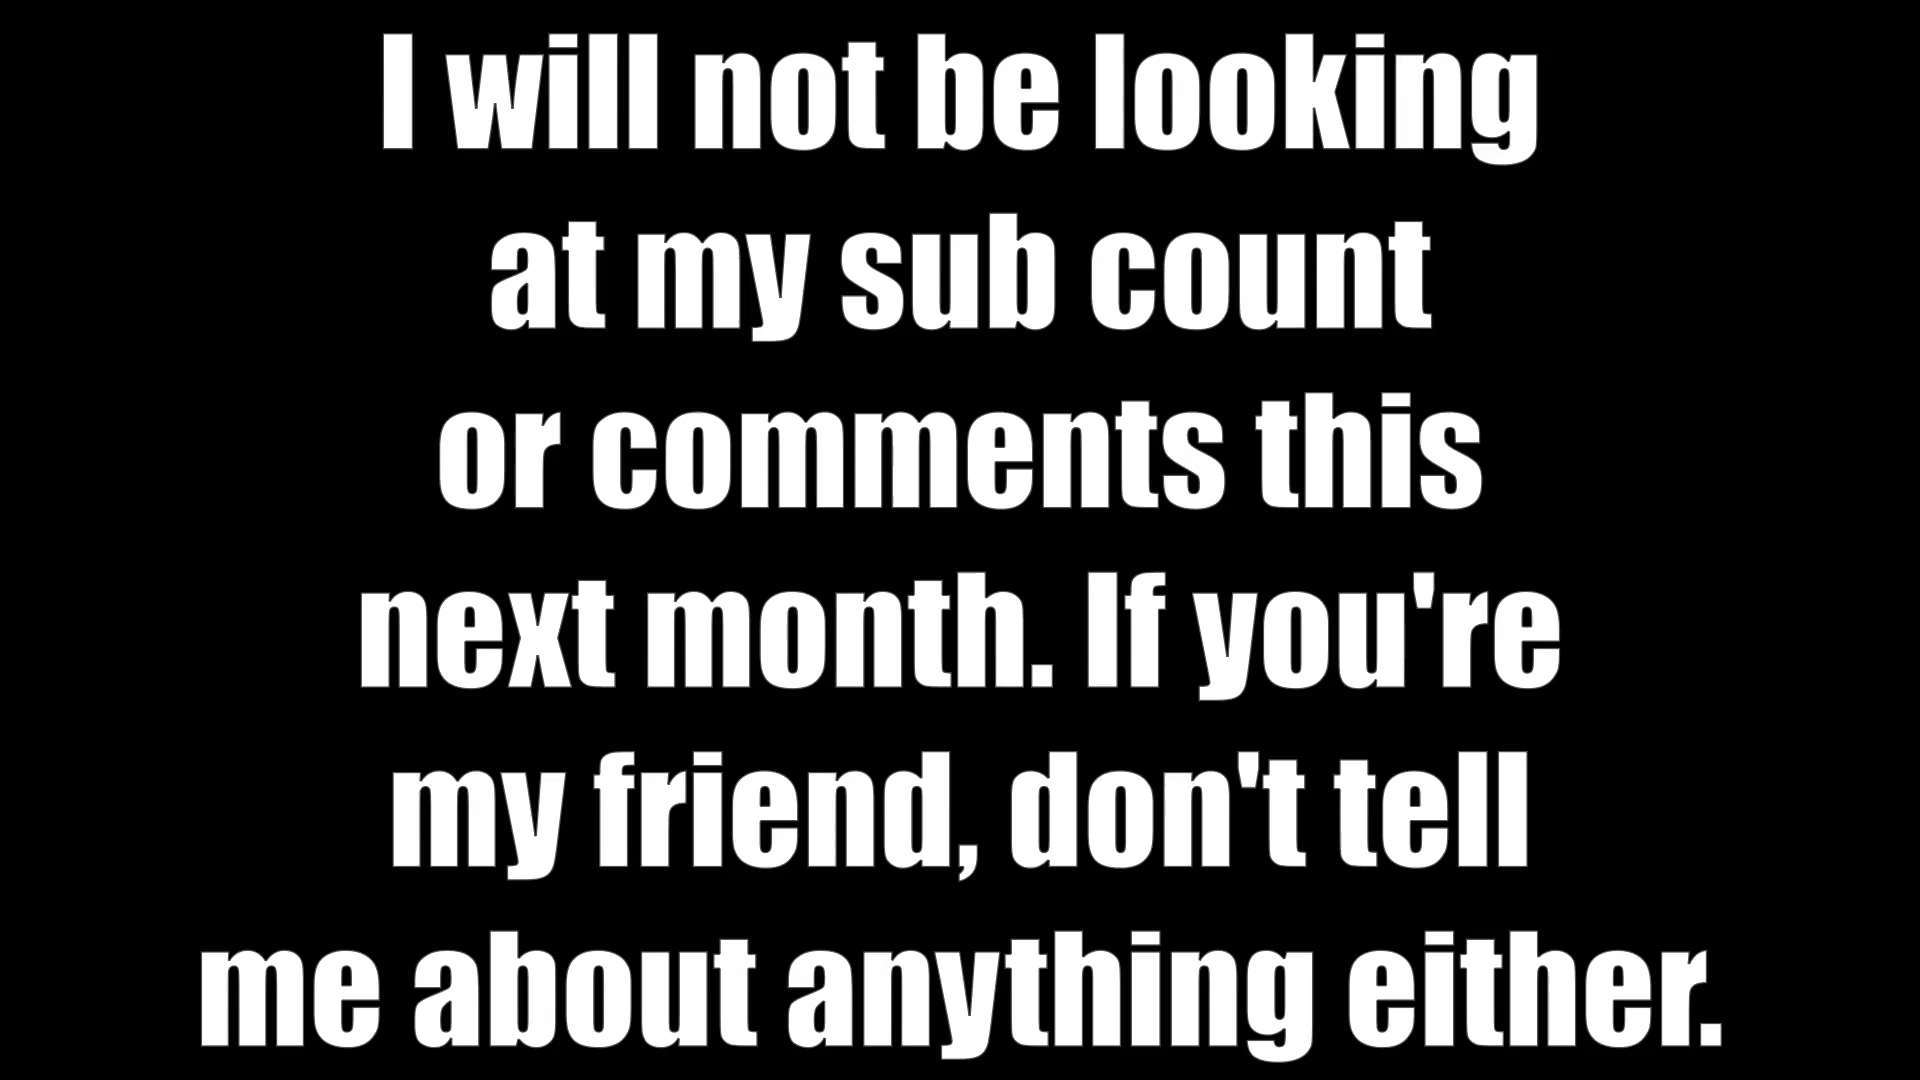 I will not be looking
at my sub count
or comments this
next month. If you're
my friend, don't tell
me about anything either.